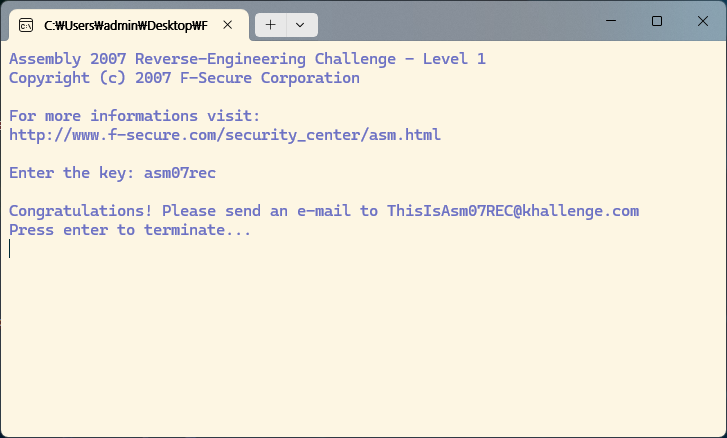 C:₩Users₩admin₩Desktop₩F
Assembly 2007 Reverse-Engineering Challenge - Level 1
Copyright (c) 2007 F-Secure Corporation
For more informations visit:
http://www.f-secure.com/security_center/asm.html
Enter the key: asm07rec
Congratulations! Please send an e-mail to ThisIsAsm07REC@khallenge.com
Press enter to terminate...